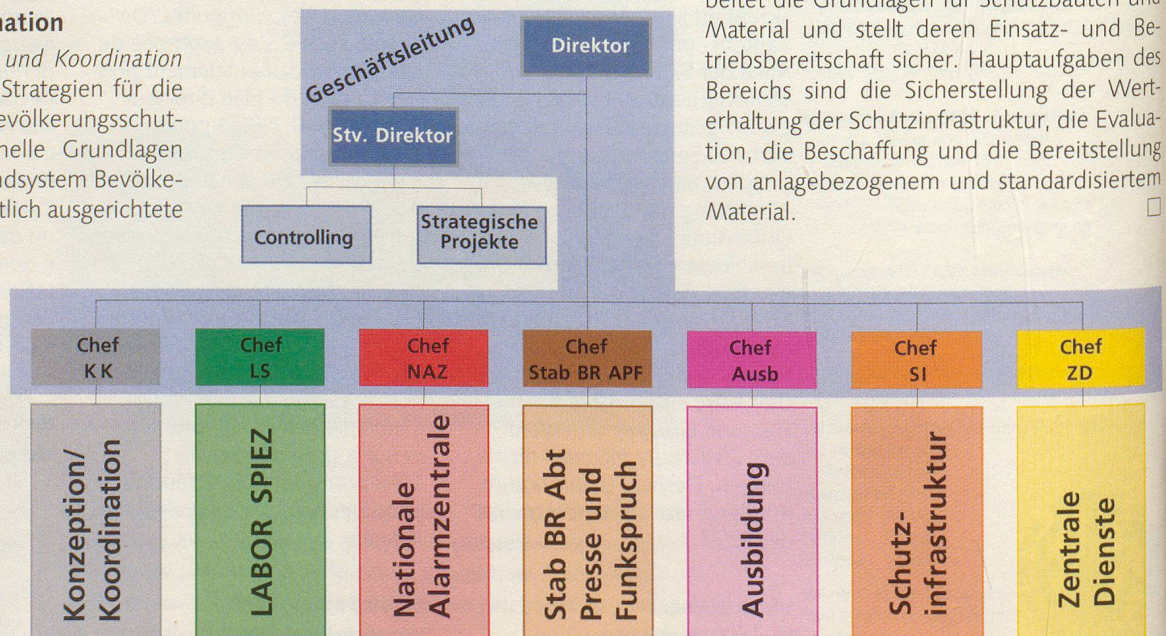 nation
und Koordination
Strategien für die
evölkerungsschut-
nelle Grundlagen
ndsystem Bevölke-
tlich ausgerichtete
Geschäftsleitung
Direktor
Stv. Direktor
Controlling
Strategische
Projekte
Material und stellt deren Einsatz- und Be-
triebsbereitschaft sicher. Hauptaufgaben des
Bereichs sind die Sicherstellung der Wert-
erhaltung der Schutzinfrastruktur, die Evalua-
tion, die Beschaffung und die Bereitstellung
von anlagebezogenem und standardisiertem
Material.
Chef
KK
Chef
LS
Chef
NAZ
Chef
Stab BR APF
Chef
Ausb
Chef
SI
Chef
ZD
Konzeption/
Koordination
LABOR SPIEZ
Nationale
Alarmzentrale
Stab BR Abt
Presse und
Funkspruch
Ausbildung
Schutz-
infrastruktur
Zentrale
Dienste